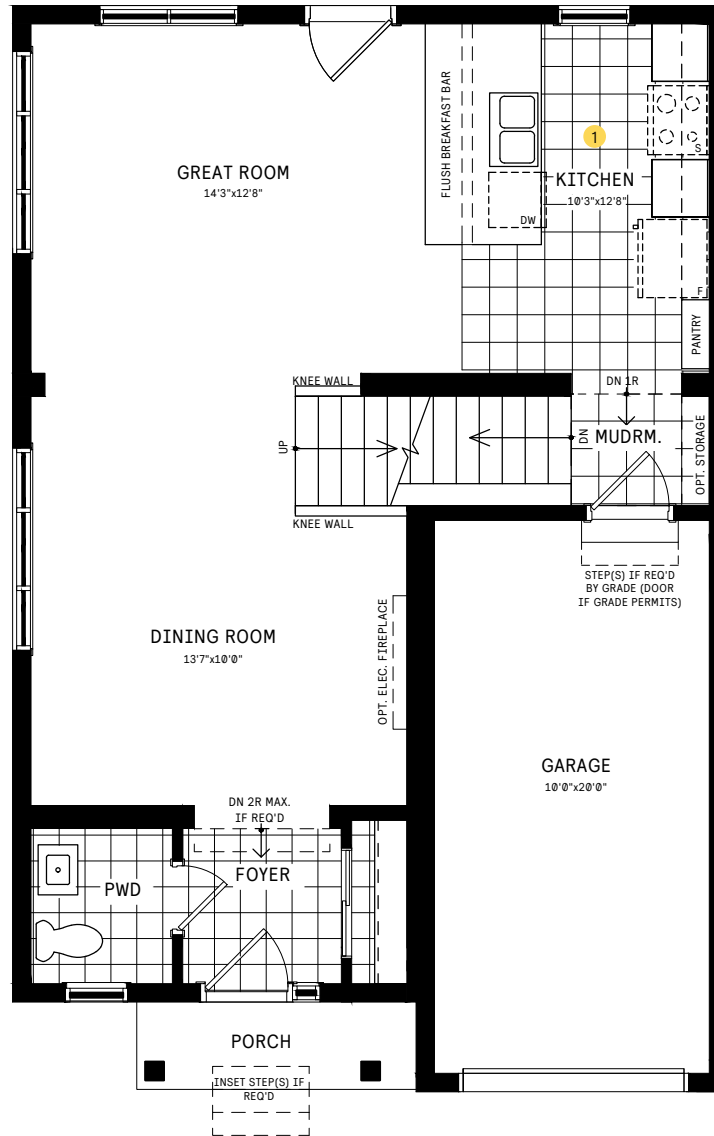 GREAT ROOM
14'3"x12'8"
FLUSH BREAKFAST BAR
DW
1
KITCHEN
10'3"x12'8"
S
F
PANTRY
KNEE WALL
DN 1R
UP
DN
MUDRM.
OPT. STORAGE
KNEE WALL
STEP(S) IF REQ'D
BY GRADE (DOOR
IF GRADE PERMITS)
DINING ROOM
13'7"x10'0"
OPT. ELEC. FIREPLACE
GARAGE
10'0"x20'0"
DN 2R MAX.
IF REQ'D
FOYER
PWD
PORCH
INSET STEP(S) IF
REQ'D